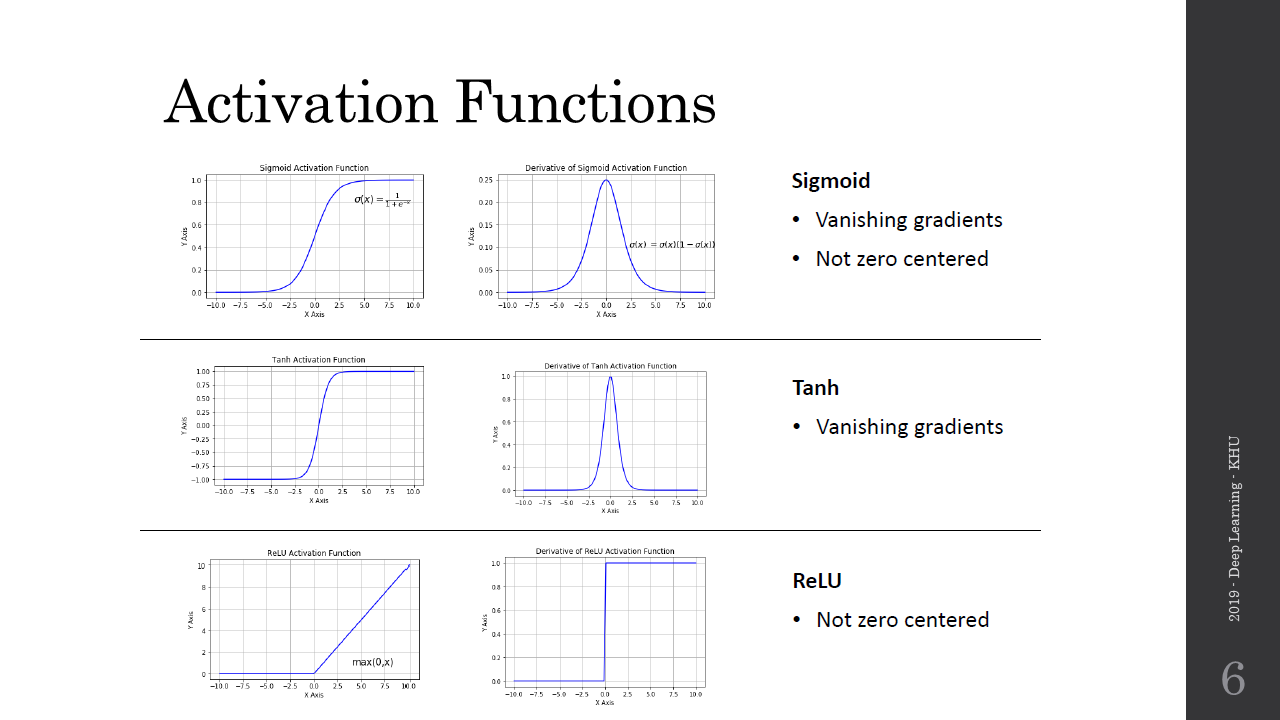 Activation Functions
Sigmoid Activation Function
1.0
0.8
0.6
0.4
0.2
0.0
Y Axis
σ(x) = 1/(1 + e^-x)
−10.0 −7.5 −5.0 −2.5 0.0 2.5 5.0 7.5 10.0
X Axis
Derivative of Sigmoid Activation Function
0.25
0.20
0.15
0.10
0.05
0.00
Y Axis
σ(x) = σ(x)(1 − σ(x))
−10.0 −7.5 −5.0 −2.5 0.0 2.5 5.0 7.5 10.0
X Axis
Sigmoid
• Vanishing gradients
• Not zero centered
Tanh Activation Function
1.00
0.75
0.50
0.25
0.00
−0.25
−0.50
−0.75
−1.00
Y Axis
−10.0 −7.5 −5.0 −2.5 0.0 2.5 5.0 7.5 10.0
X Axis
Derivative of Tanh Activation Function
1.0
0.8
0.6
0.4
0.2
0.0
Y Axis
−10.0 −7.5 −5.0 −2.5 0.0 2.5 5.0 7.5 10.0
X Axis
Tanh
• Vanishing gradients
ReLU Activation Function
10
8
6
4
2
0
Y Axis
max(0,x)
−10.0 −7.5 −5.0 −2.5 0.0 2.5 5.0 7.5 10.0
X Axis
Derivative of ReLU Activation Function
1.0
0.8
0.6
0.4
0.2
0.0
Y Axis
−10.0 −7.5 −5.0 −2.5 0.0 2.5 5.0 7.5 10.0
X Axis
ReLU
• Not zero centered
2019 - Deep Learning - KHU
6